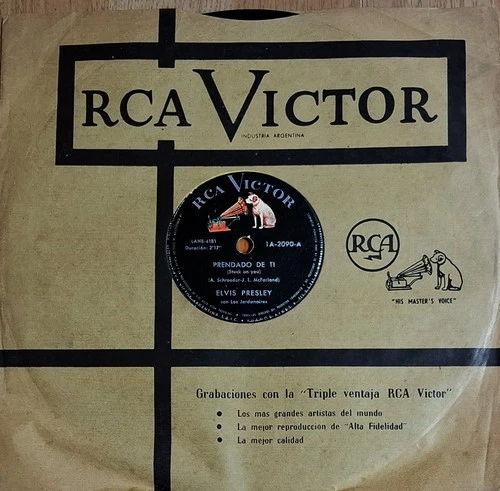 RCA VICTOR
INDUSTRIA ARGENTINA
RCA VICTOR
LAHE-4181
Duración: 2'17"
1A-2090-A
PRENDADO DE TI
(Stuck on you)
(A. Schroeder-J. L. McFarland)
ELVIS PRESLEY
con Los Jordanaires
RCA
"HIS MASTER'S VOICE"
Grabaciones con la "Triple ventaja RCA Victor"
● Los mas grandes artistas del mundo
● La mejor reproduccion de "Alta Fidelidad"
● La mejor calidad